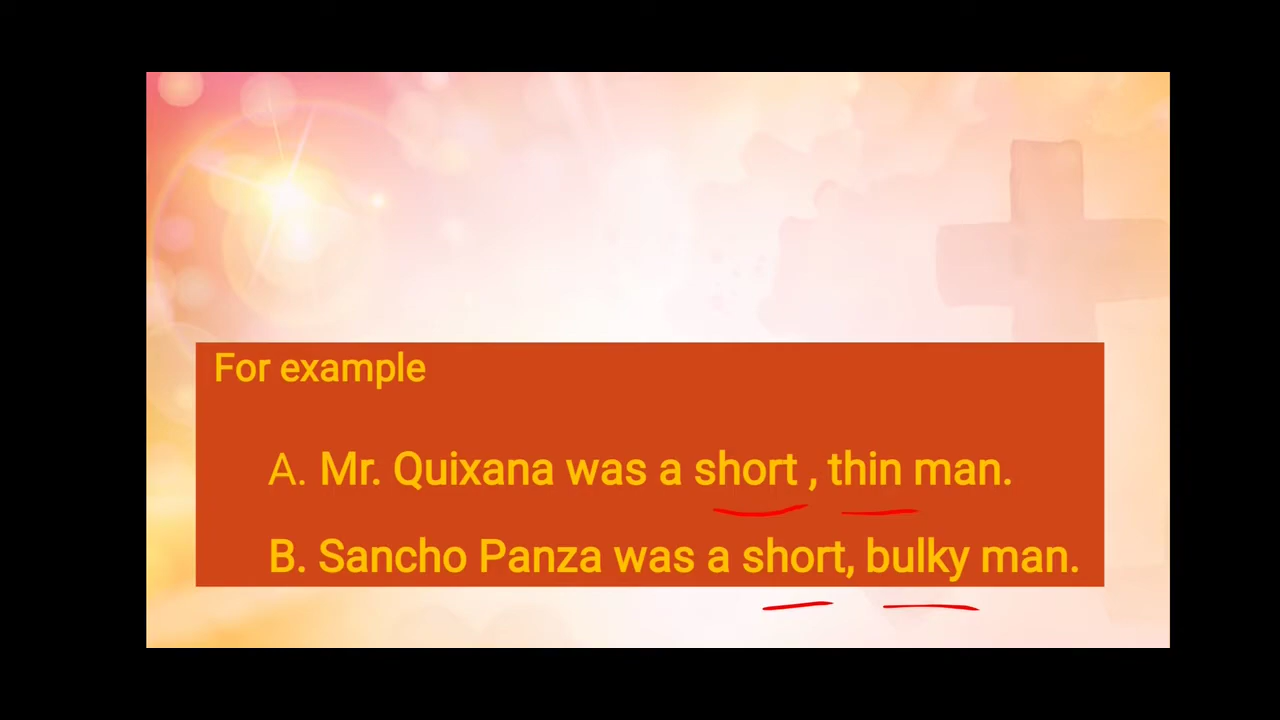 For example
A. Mr. Quixana was a short , thin man.
B. Sancho Panza was a short, bulky man.